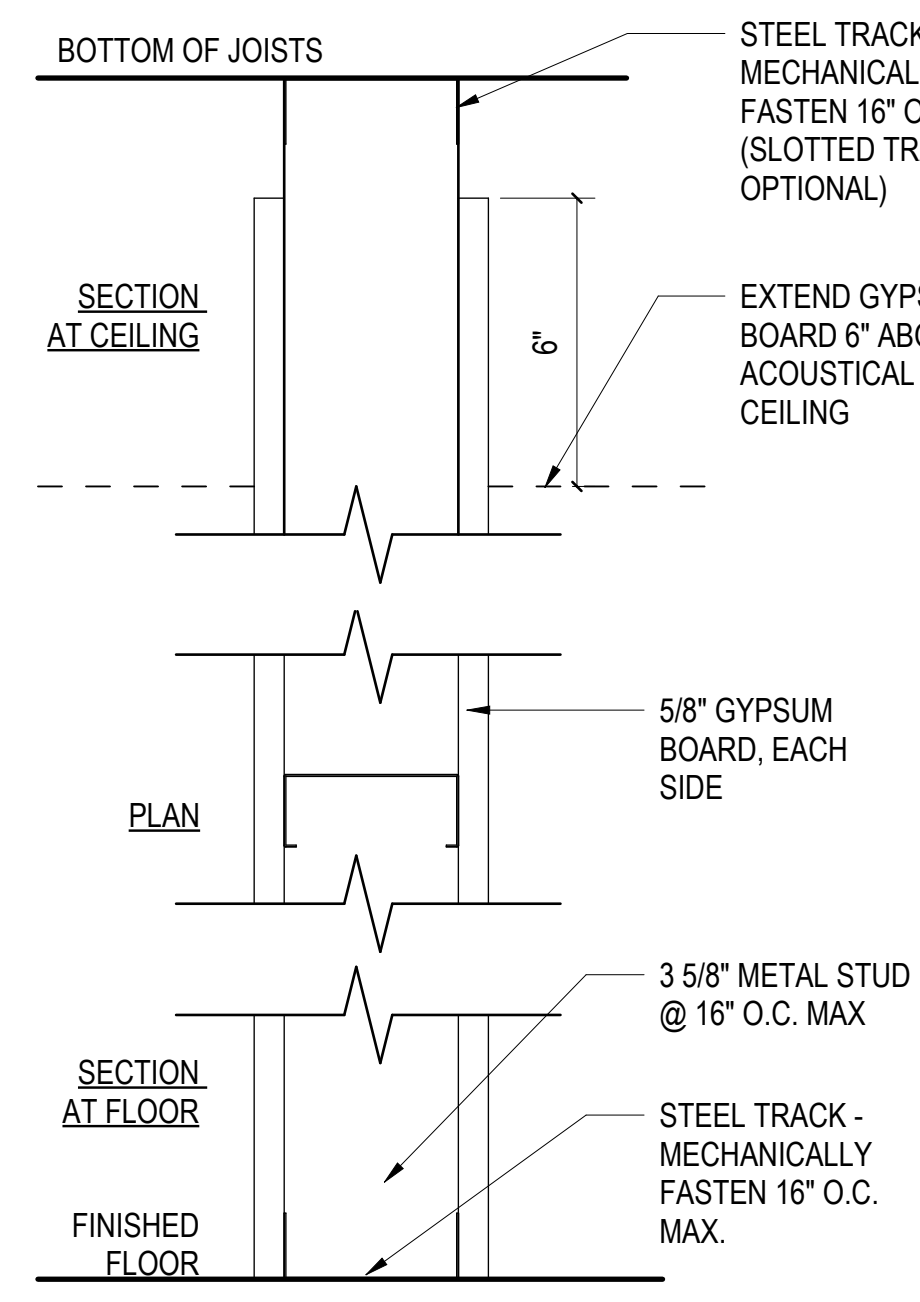 BOTTOM OF JOISTS
STEEL TRACK
MECHANICAL
FASTEN 16" O
(SLOTTED TR
OPTIONAL)
SECTION
AT CEILING
6"
EXTEND GYPS
BOARD 6" ABO
ACOUSTICAL
CEILING
5/8" GYPSUM
BOARD, EACH
SIDE
PLAN
3 5/8" METAL STUD
@ 16" O.C. MAX
SECTION
AT FLOOR
STEEL TRACK -
MECHANICALLY
FASTEN 16" O.C.
MAX.
FINISHED
FLOOR